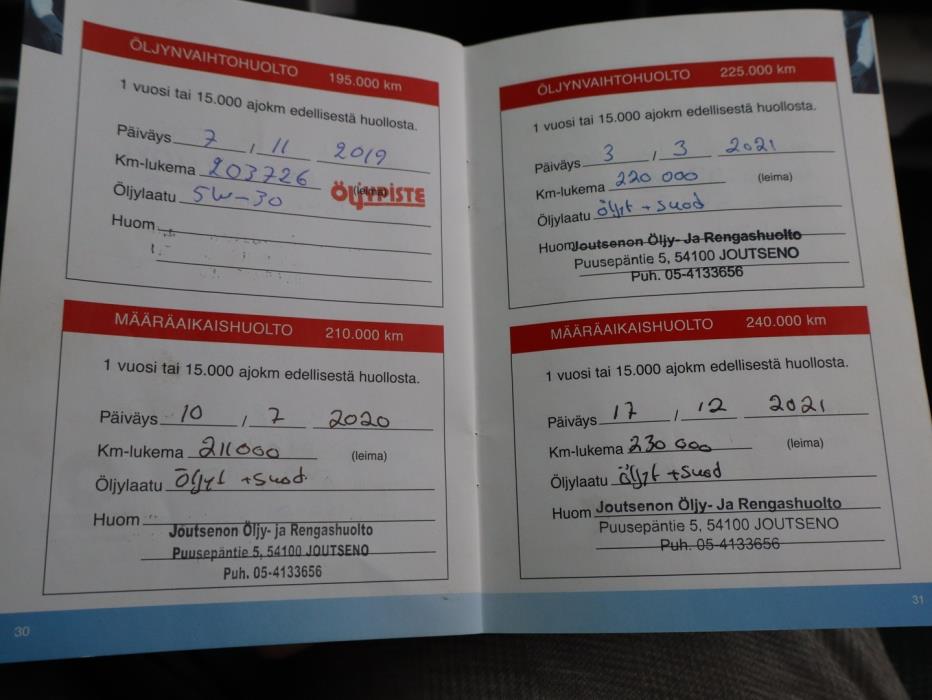 ÖLJYNVAIHTOHUOLTO 195.000 km
1 vuosi tai 15.000 ajokm edellisestä huollosta.
Päiväys 7 / 11 2019
Km-lukema 203726 (leima)
ÖLJYPISTE
Öljylaatu 5W-30
Huom
MÄÄRÄAIKAISHUOLTO 210.000 km
1 vuosi tai 15.000 ajokm edellisestä huollosta.
Päiväys 10 / 7 2020
Km-lukema 211000 (leima)
Öljylaatu Öljyt + Suod.
Huom
Joutsenon Öljy- ja Rengashuolto
Puusepäntie 5, 54100 JOUTSENO
Puh. 05-4133656
30
ÖLJYNVAIHTOHUOLTO 225.000 km
1 vuosi tai 15.000 ajokm edellisestä huollosta.
Päiväys 3 / 3 2021
Km-lukema 220 000 (leima)
Öljylaatu Öljyt + Suod
Huom Joutsenon Öljy- Ja Rengashuolto
Puusepäntie 5, 54100 JOUTSENO
Puh. 05-4133656
MÄÄRÄAIKAISHUOLTO 240.000 km
1 vuosi tai 15.000 ajokm edellisestä huollosta.
Päiväys 17 / 12 2021
Km-lukema 230 000 (leima)
Öljylaatu Öljyt + Suod
Huom Joutsenon Öljy- Ja Rengashuolto
Puusepäntie 5, 54100 JOUTSENO
Puh. 05-4133656
31